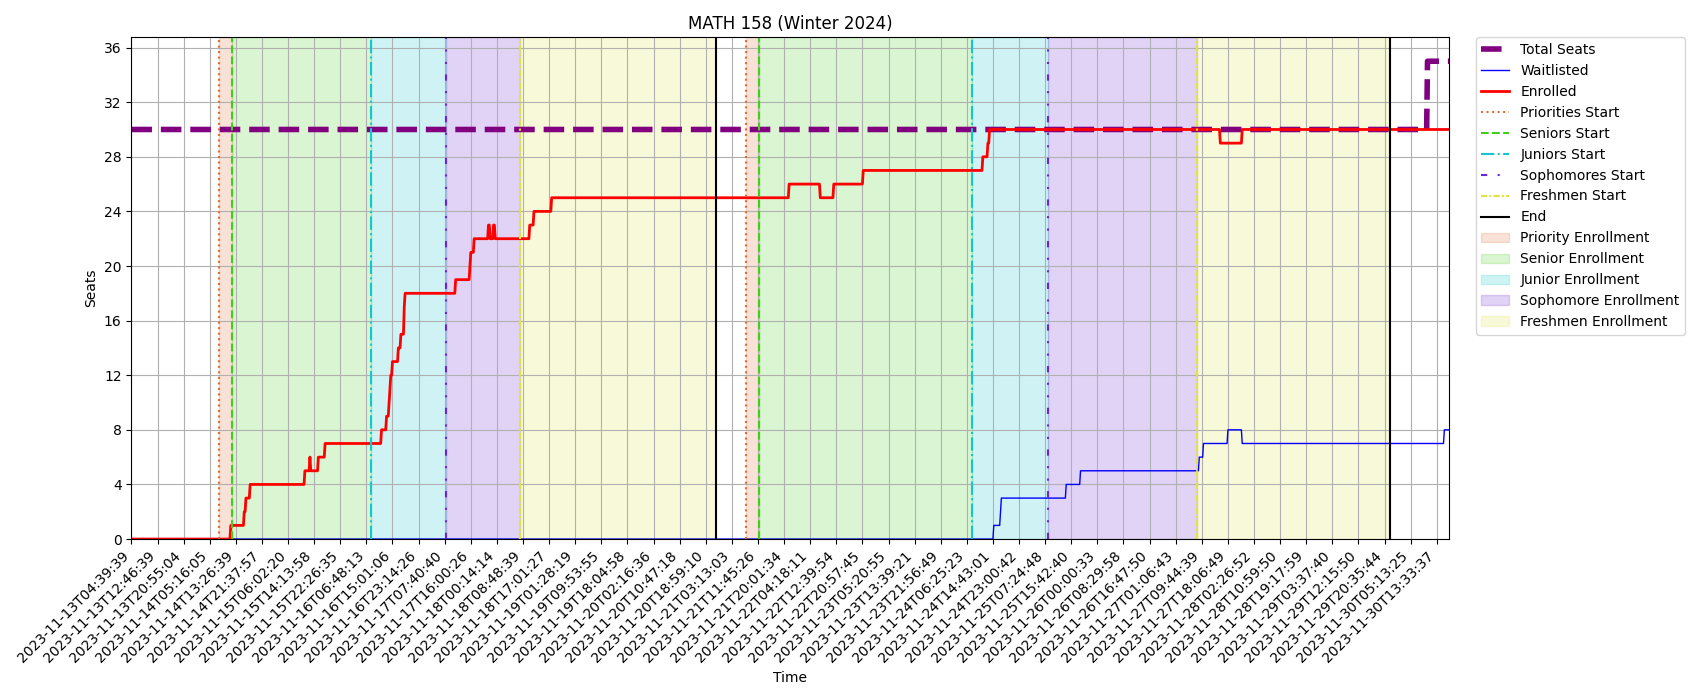 MATH 158 (Winter 2024)
36
32
28
24
20
16
12
8
4
0
Seats
2023-11-13T04:39:39
2023-11-13T12:46:39
2023-11-13T20:55:04
2023-11-14T05:16:05
2023-11-14T13:26:39
2023-11-14T21:37:57
2023-11-15T06:02:20
2023-11-15T14:13:58
2023-11-15T22:26:35
2023-11-16T06:48:13
2023-11-16T15:01:06
2023-11-16T23:14:26
2023-11-17T07:40:40
2023-11-17T16:00:26
2023-11-18T00:14:14
2023-11-18T08:48:39
2023-11-18T17:01:27
2023-11-19T01:28:19
2023-11-19T09:53:55
2023-11-19T18:04:58
2023-11-20T02:16:36
2023-11-20T10:47:18
2023-11-20T18:59:10
2023-11-21T03:13:03
2023-11-21T11:45:26
2023-11-21T20:01:34
2023-11-22T04:18:11
2023-11-22T12:39:54
2023-11-22T20:57:45
2023-11-23T05:20:55
2023-11-23T13:39:21
2023-11-23T21:56:49
2023-11-24T06:25:23
2023-11-24T14:43:01
2023-11-24T23:00:42
2023-11-25T07:24:48
2023-11-25T15:42:40
2023-11-26T00:00:33
2023-11-26T08:29:58
2023-11-26T16:47:50
2023-11-27T01:06:43
2023-11-27T09:44:39
2023-11-27T18:06:49
2023-11-28T02:26:52
2023-11-28T10:59:50
2023-11-28T19:17:59
2023-11-29T03:37:40
2023-11-29T12:15:50
2023-11-29T20:35:44
2023-11-30T05:13:25
2023-11-30T13:33:37
Time
Total Seats
Waitlisted
Enrolled
Priorities Start
Seniors Start
Juniors Start
Sophomores Start
Freshmen Start
End
Priority Enrollment
Senior Enrollment
Junior Enrollment
Sophomore Enrollment
Freshmen Enrollment